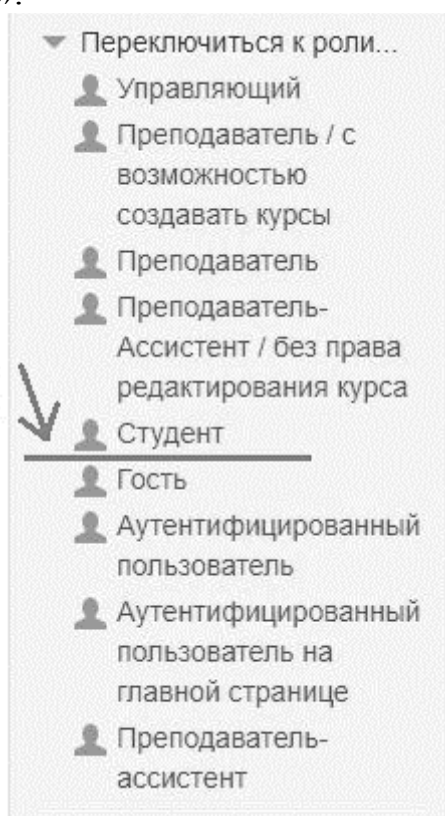 Переключиться к роли...
Управляющий
Преподаватель / с
возможностью
создавать курсы
Преподаватель
Преподаватель-
Ассистент / без права
редактирования курса
Студент
Гость
Аутентифицированный
пользователь
Аутентифицированный
пользователь на
главной странице
Преподаватель-
ассистент